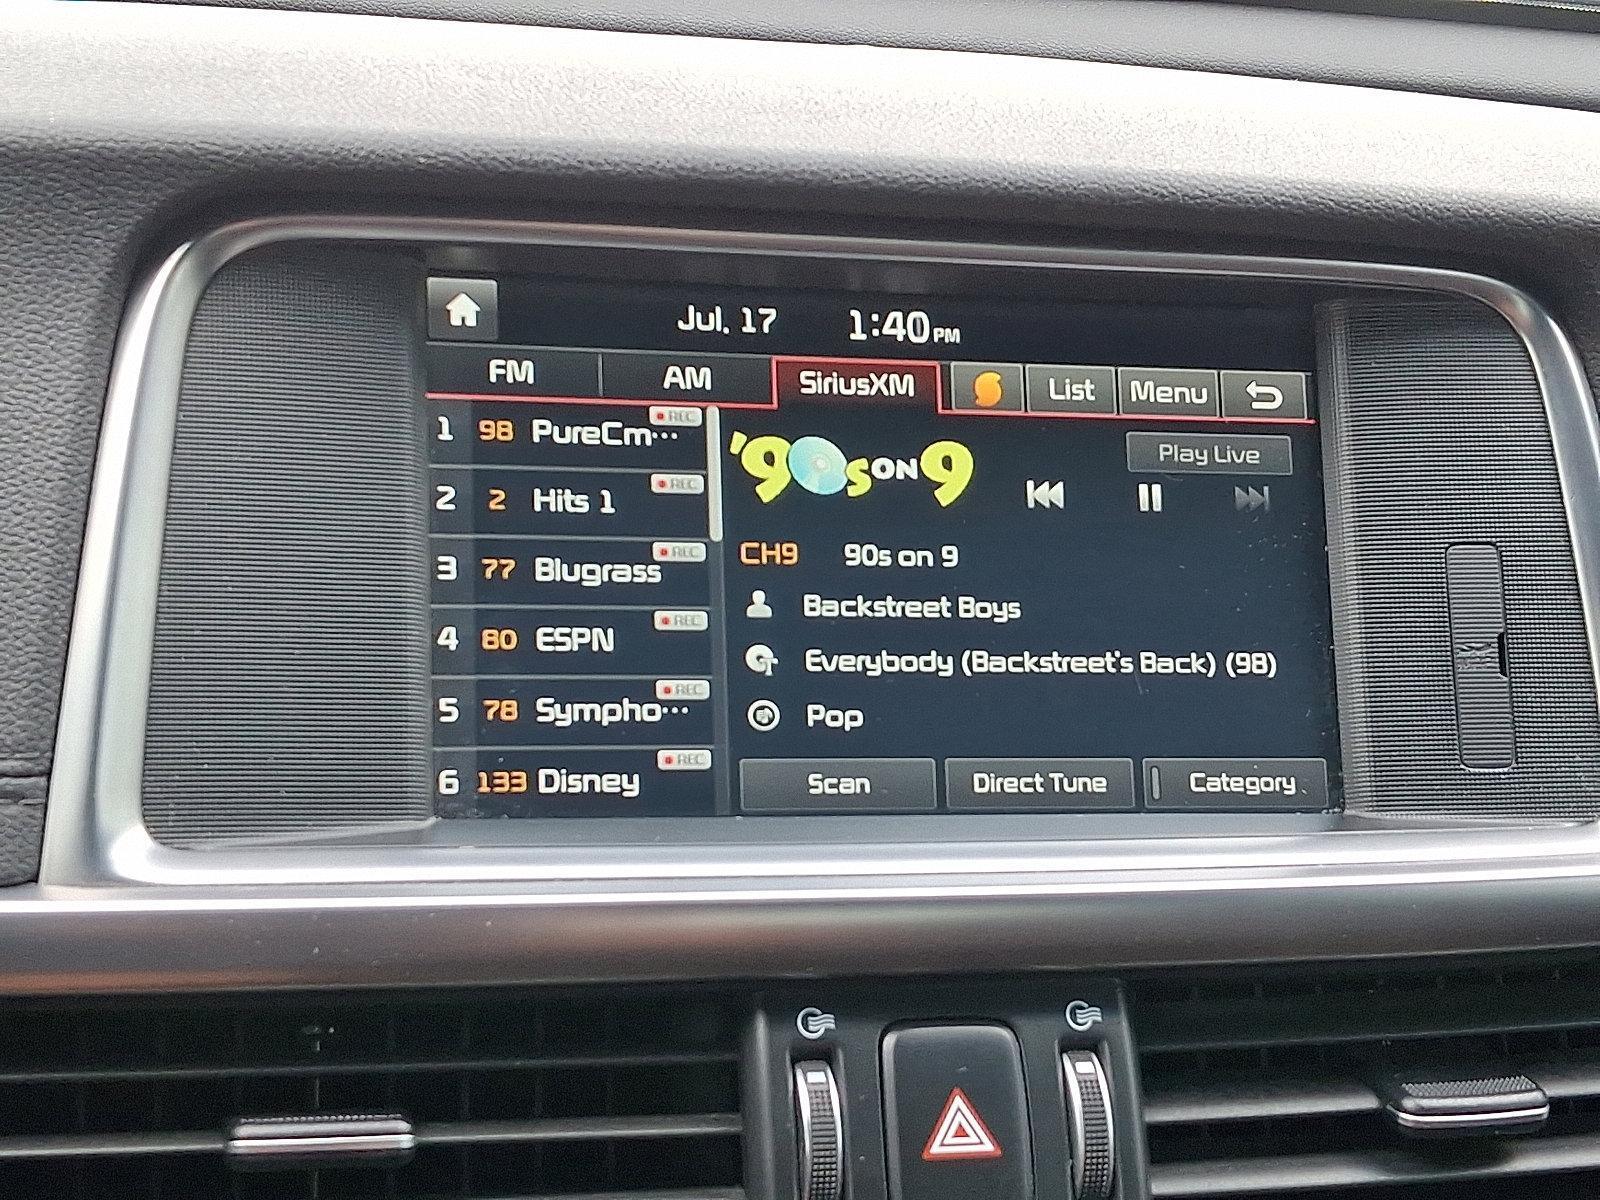 Jul. 17 1:40 PM
FM AM SiriusXM List Menu
1 98 PureCm... REC
2 2 Hits 1 REC
3 77 Blugrass REC
4 80 ESPN REC
5 78 Sympho... REC
6 133 Disney REC
'90s ON 9
Play Live
CH9 90s on 9
Backstreet Boys
Everybody (Backstreet's Back) (98)
Pop
Scan Direct Tune Category